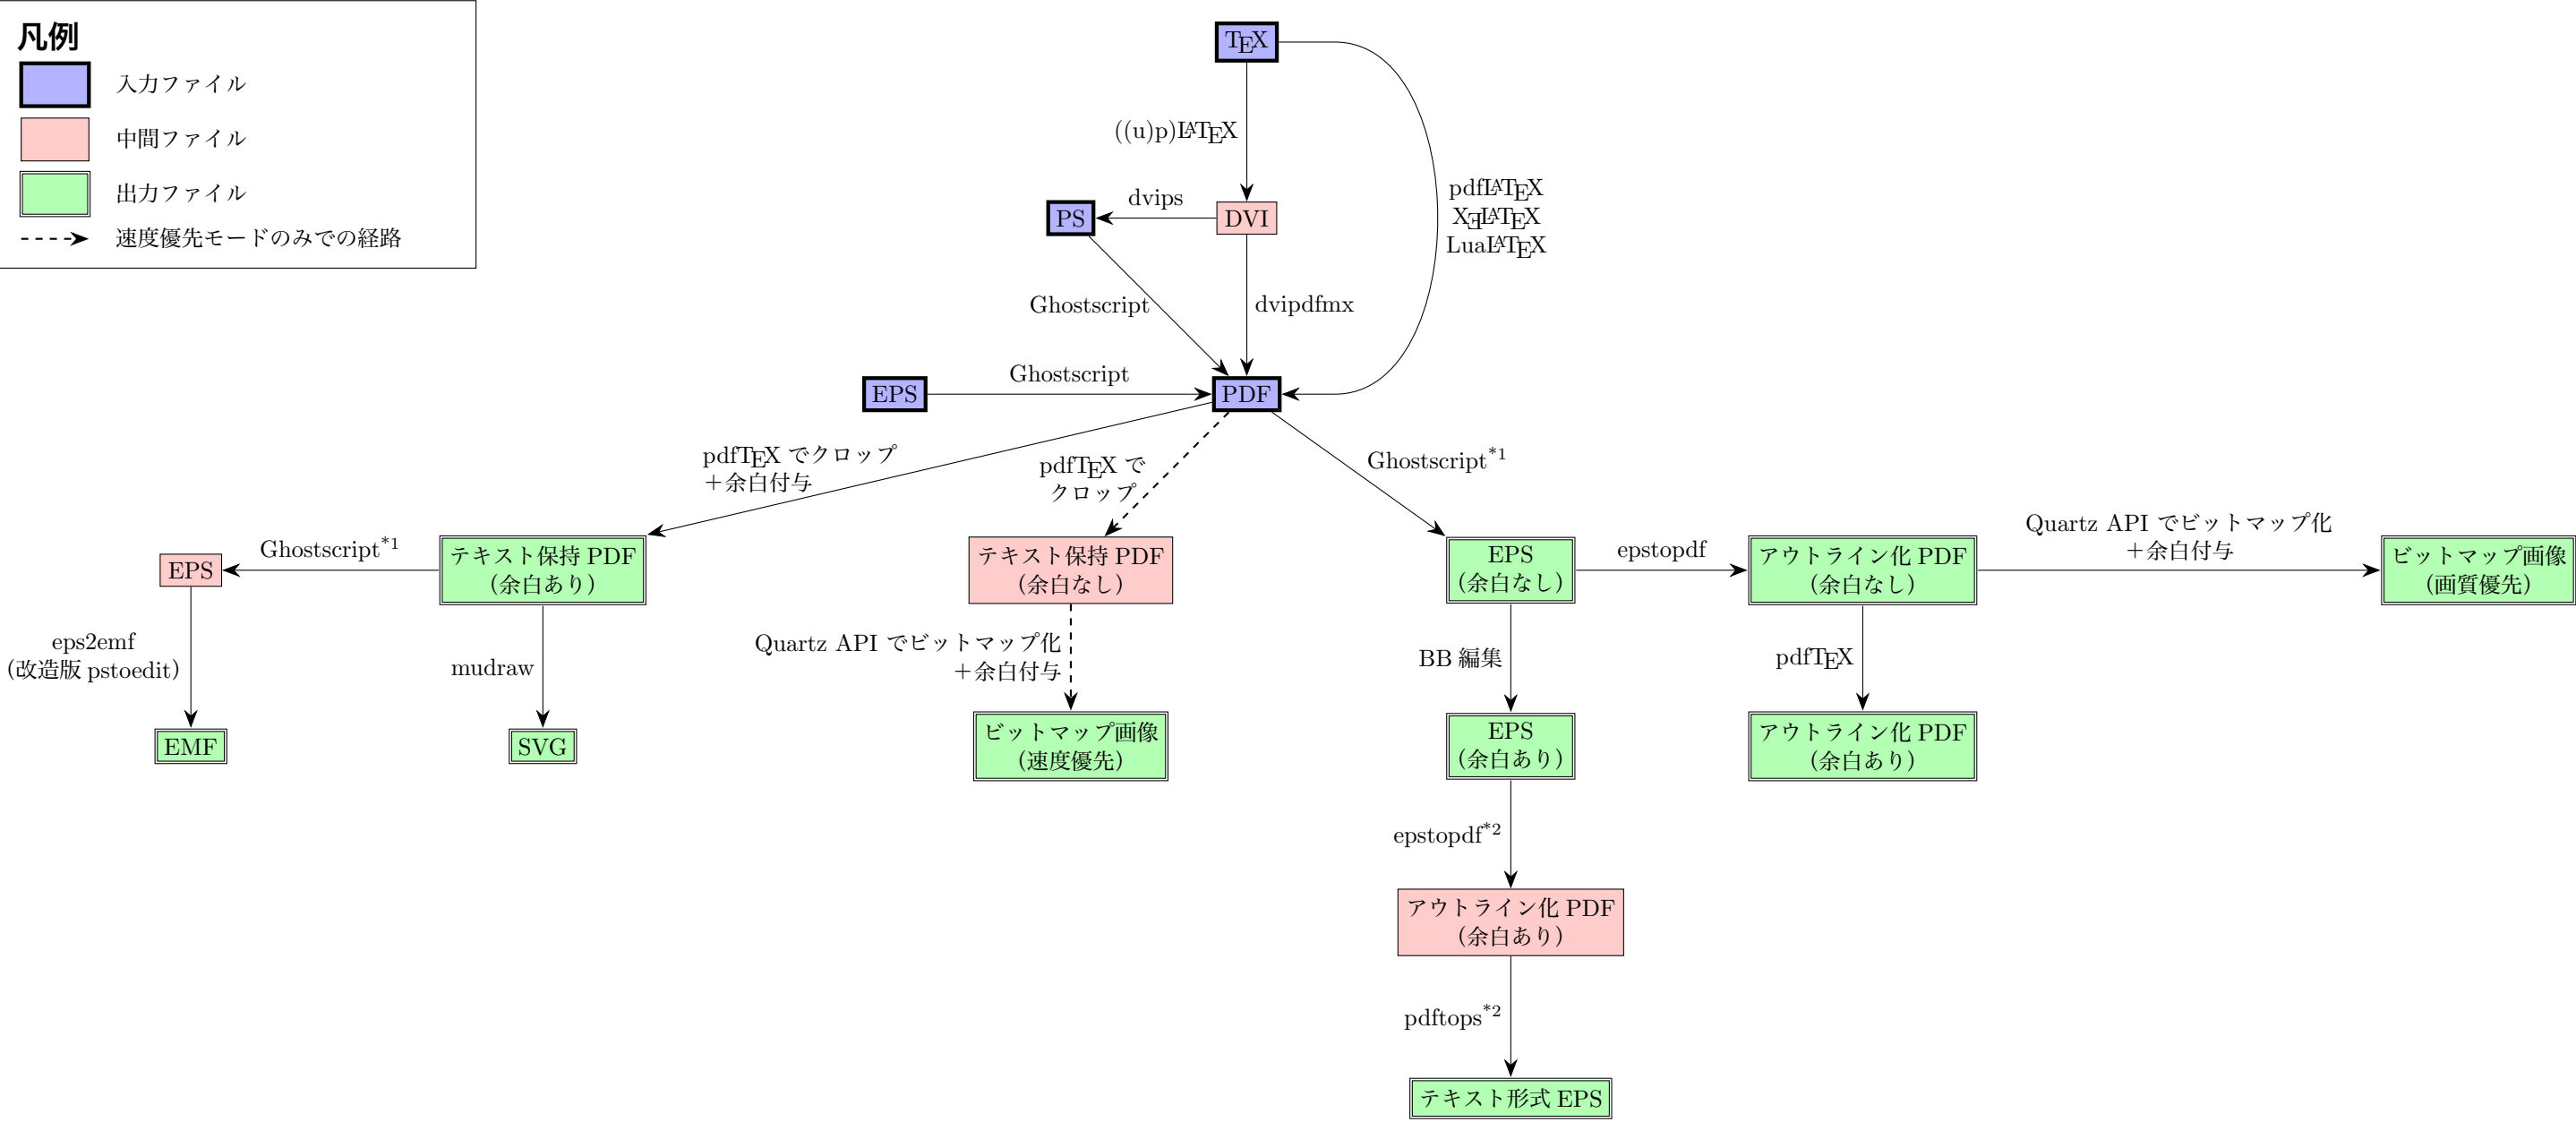 凡例
入力ファイル
中間ファイル
出力ファイル
速度優先モードのみでの経路
TEX
((u)p)LATEX
pdfLATEX
XƎLATEX
LuaLATEX
dvips
PS
DVI
Ghostscript
dvipdfmx
Ghostscript
EPS
PDF
pdfTEX でクロップ
＋余白付与
pdfTEX で
クロップ
Ghostscript*1
Ghostscript*1
EPS
テキスト保持 PDF
（余白あり）
テキスト保持 PDF
（余白なし）
EPS
（余白なし）
epstopdf
アウトライン化 PDF
（余白なし）
Quartz API でビットマップ化
＋余白付与
ビットマップ画像
（画質優先）
eps2emf
（改造版 pstoedit）
mudraw
Quartz API でビットマップ化
＋余白付与
BB 編集
pdfTEX
EMF
SVG
ビットマップ画像
（速度優先）
EPS
（余白あり）
アウトライン化 PDF
（余白あり）
epstopdf*2
アウトライン化 PDF
（余白あり）
pdftops*2
テキスト形式 EPS